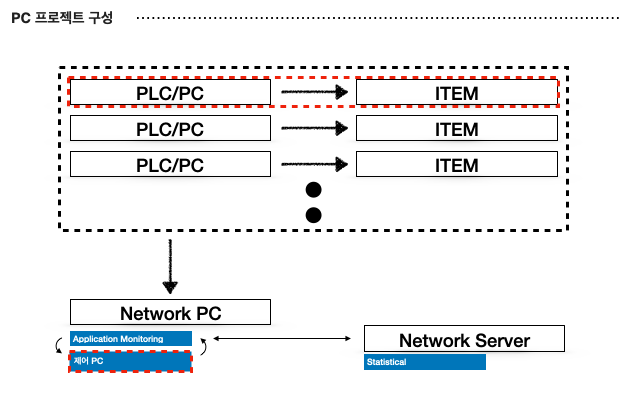 PC 프로젝트 구성
PLC/PC
ITEM
PLC/PC
ITEM
PLC/PC
ITEM
Network PC
Application Monitoring
제어 PC
Network Server
Statistical